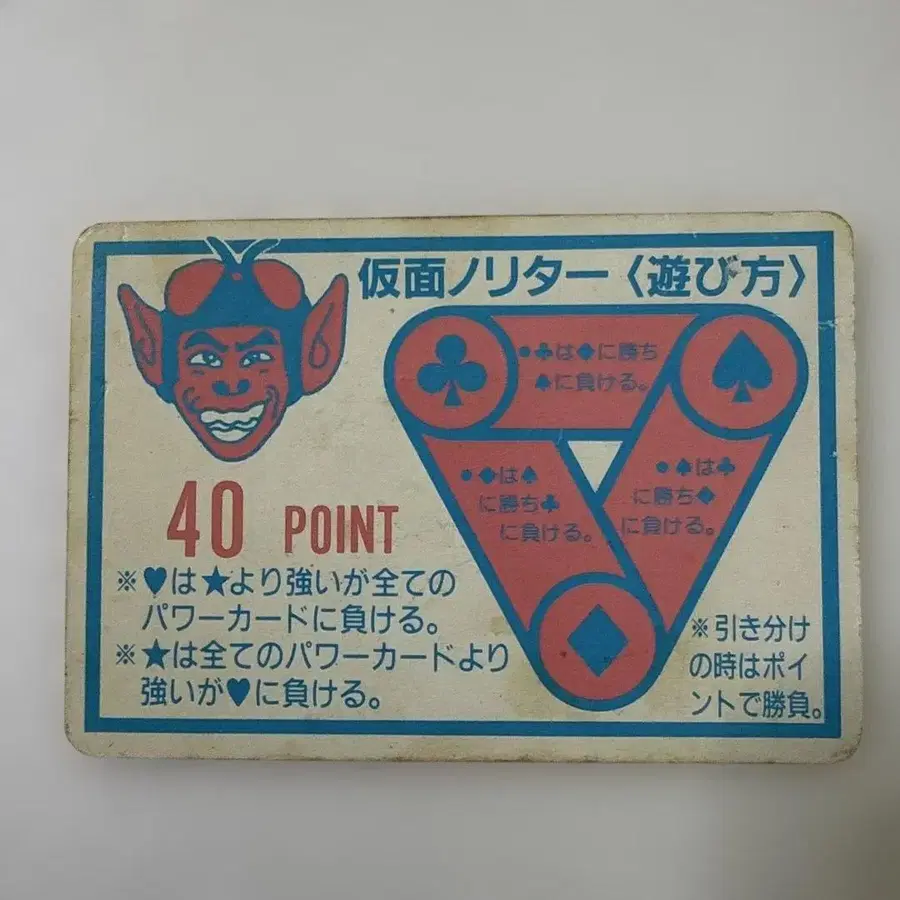 仮面ノリター〈遊び方〉
•♣は◆に勝ち
♠に負ける。
•◆は♠
に勝ち♣
に負ける。
•♠は♣
に勝ち◆
に負ける。
40 POINT
※♥は★より強いが全ての
パワーカードに負ける。
※★は全てのパワーカードより
強いが♥に負ける。
※引き分け
の時はポイ
ントで勝負。